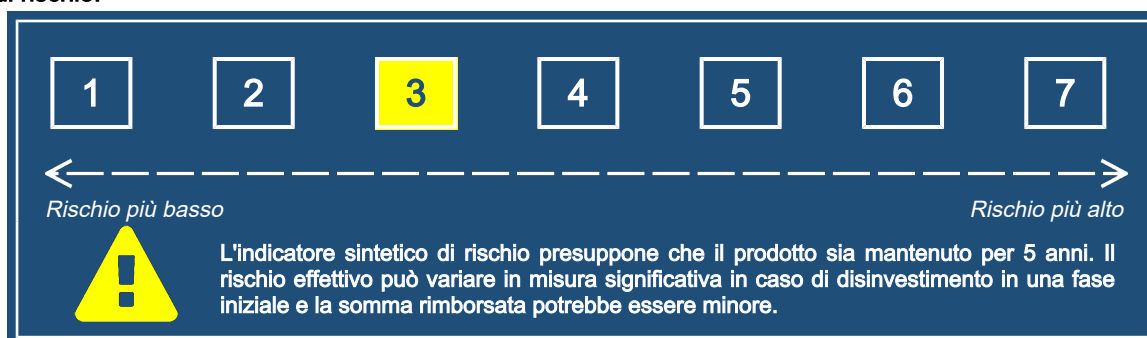 di rischio:
1 2 3 4 5 6 7
Rischio più basso Rischio più alto
L'indicatore sintetico di rischio presuppone che il prodotto sia mantenuto per 5 anni. Il
rischio effettivo può variare in misura significativa in caso di disinvestimento in una fase
iniziale e la somma rimborsata potrebbe essere minore.